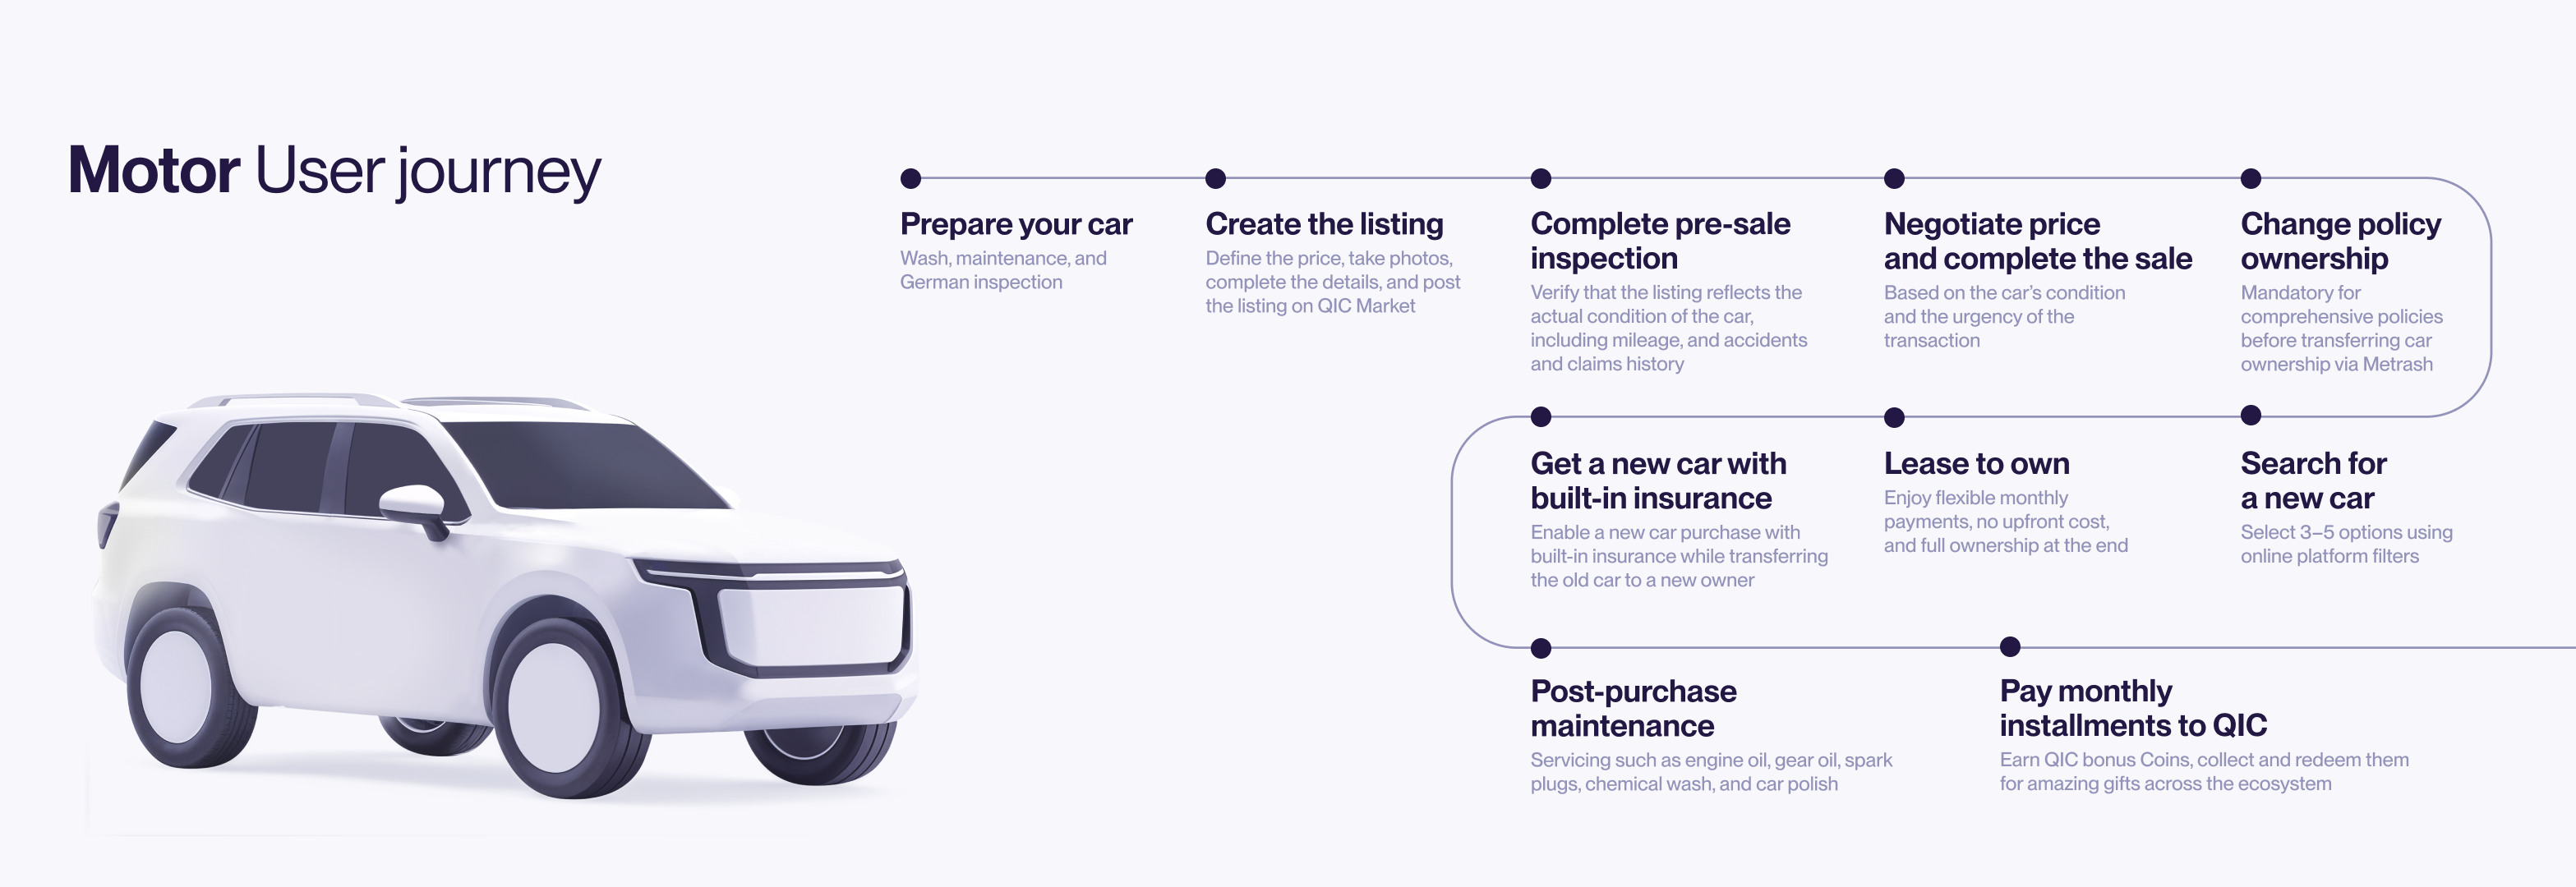 Motor User journey
Prepare your car
Wash, maintenance, and
German inspection
Create the listing
Define the price, take photos,
complete the details, and post
the listing on QIC Market
Complete pre-sale
inspection
Verify that the listing reflects the
actual condition of the car,
including mileage, and accidents
and claims history
Negotiate price
and complete the sale
Based on the car’s condition
and the urgency of the
transaction
Change policy
ownership
Mandatory for
comprehensive policies
before transferring car
ownership via Metrash
Get a new car with
built-in insurance
Enable a new car purchase with
built-in insurance while transferring
the old car to a new owner
Lease to own
Enjoy flexible monthly
payments, no upfront cost,
and full ownership at the end
Search for
a new car
Select 3–5 options using
online platform filters
Post-purchase
maintenance
Servicing such as engine oil, gear oil, spark
plugs, chemical wash, and car polish
Pay monthly
installments to QIC
Earn QIC bonus Coins, collect and redeem them
for amazing gifts across the ecosystem